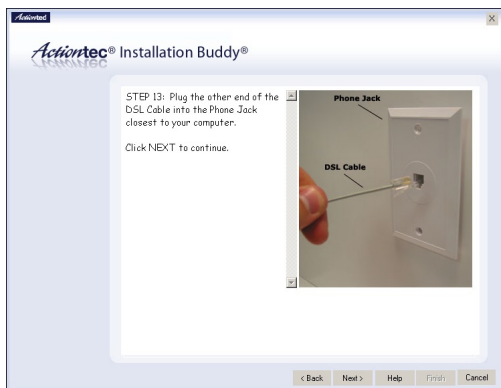 Actiontec
Actiontec® Installation Buddy®
STEP 13: Plug the other end of the
DSL Cable into the Phone Jack
closest to your computer.
Click NEXT to continue.
Phone Jack
DSL Cable
< Back Next > Help Finish Cancel